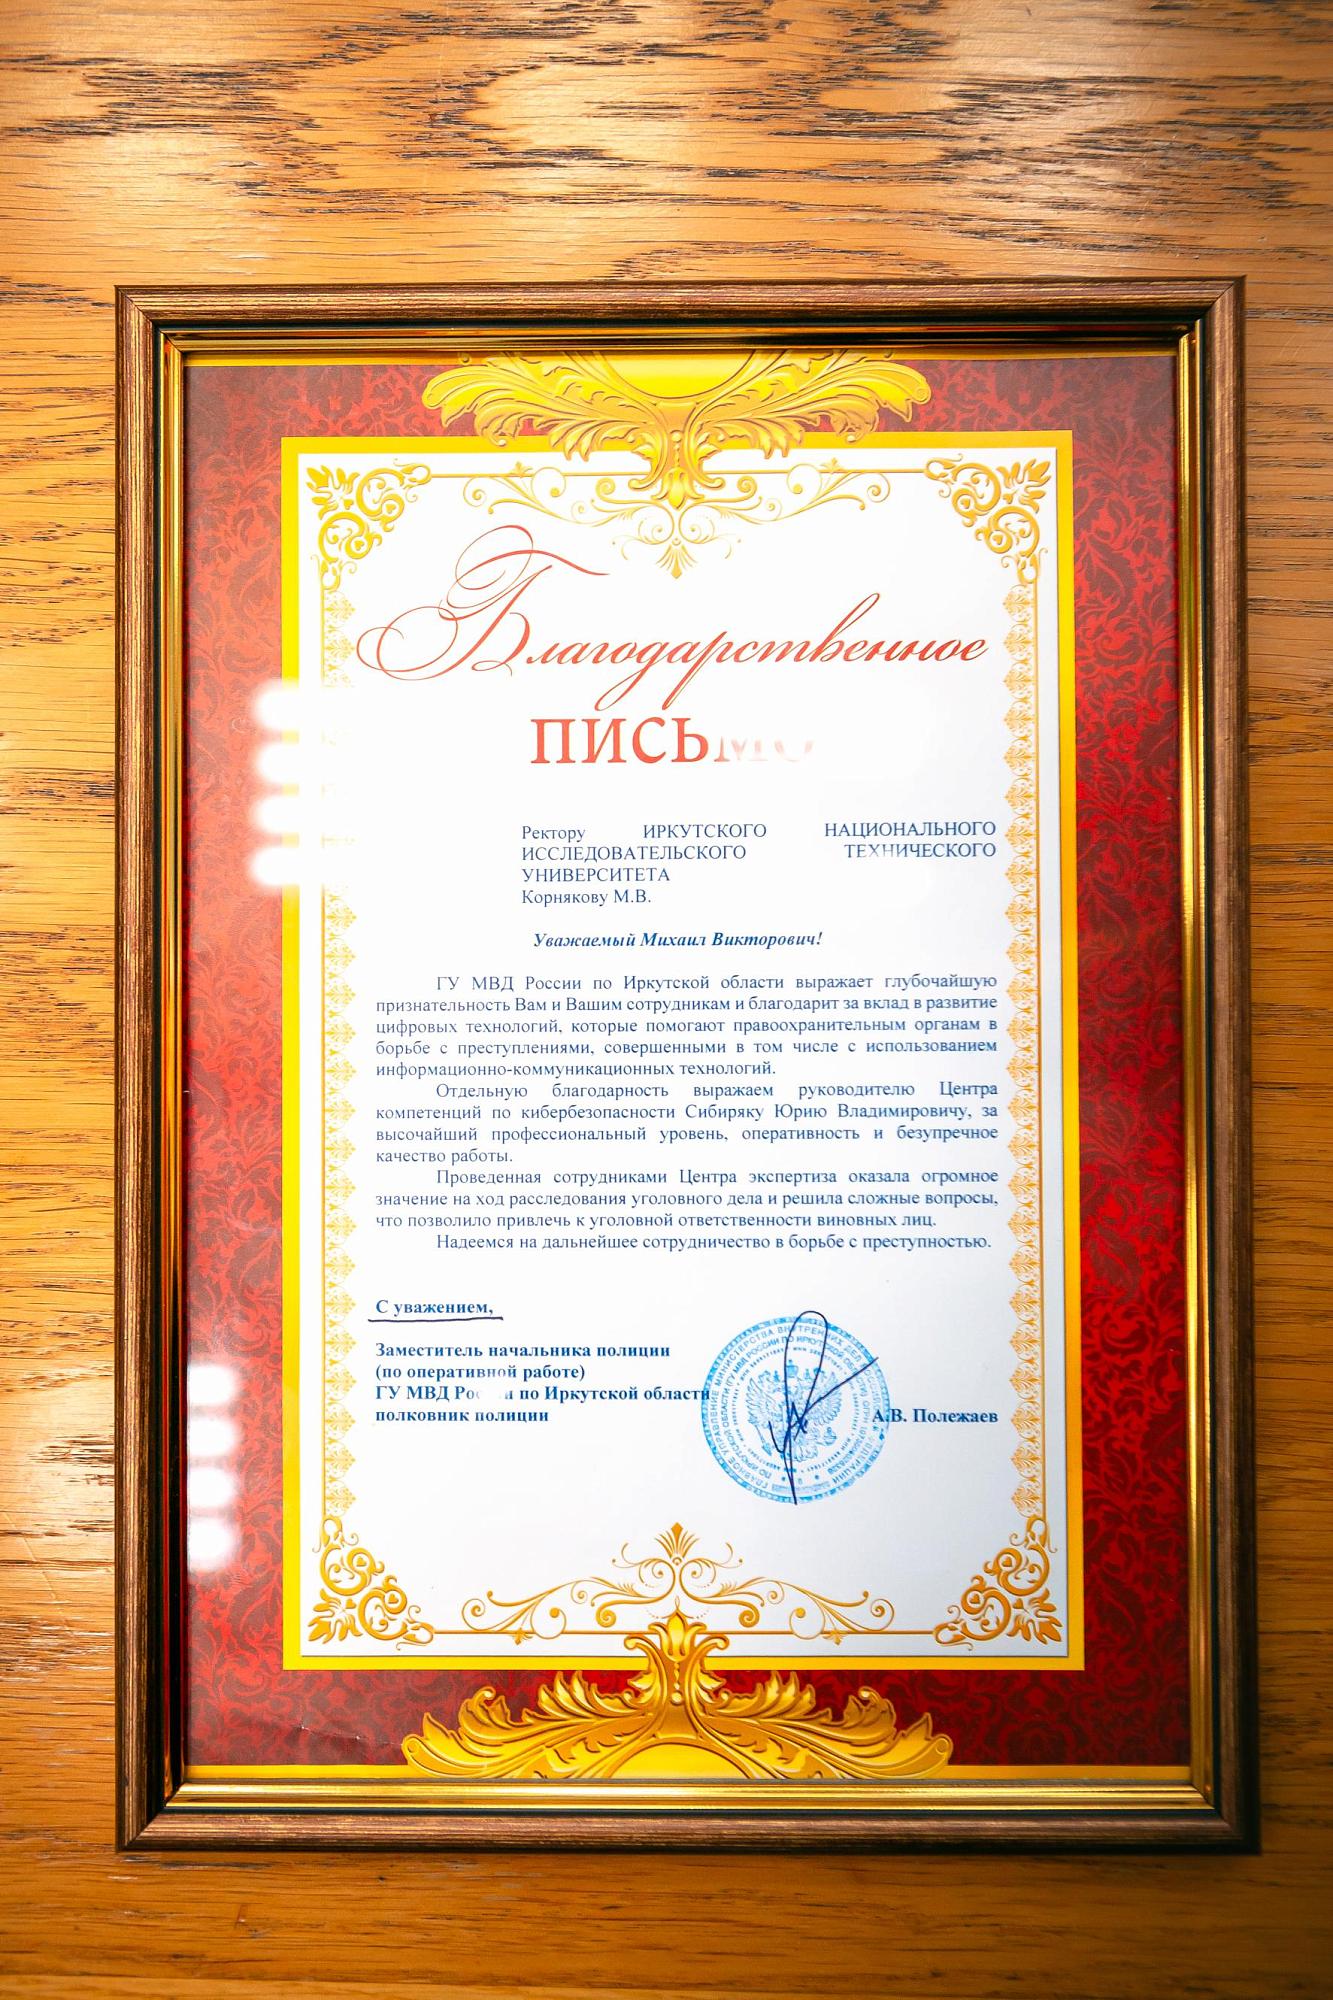 Благодарственное
ПИСЬМО
Ректору ИРКУТСКОГО НАЦИОНАЛЬНОГО
ИССЛЕДОВАТЕЛЬСКОГО ТЕХНИЧЕСКОГО
УНИВЕРСИТЕТА
Корнякову М.В.
Уважаемый Михаил Викторович!
ГУ МВД России по Иркутской области выражает глубочайшую
признательность Вам и Вашим сотрудникам и благодарит за вклад в развитие
цифровых технологий, которые помогают правоохранительным органам в
борьбе с преступлениями, совершенными в том числе с использованием
информационно-коммуникационных технологий.
Отдельную благодарность выражаем руководителю Центра
компетенций по кибербезопасности Сибиряку Юрию Владимировичу, за
высочайший профессиональный уровень, оперативность и безупречное
качество работы.
Проведенная сотрудниками Центра экспертиза оказала огромное
значение на ход расследования уголовного дела и решила сложные вопросы,
что позволило привлечь к уголовной ответственности виновных лиц.
Надеемся на дальнейшее сотрудничество в борьбе с преступностью.
С уважением,
Заместитель начальника полиции
(по оперативной работе)
ГУ МВД России по Иркутской области
полковник полиции А.В. Полежаев